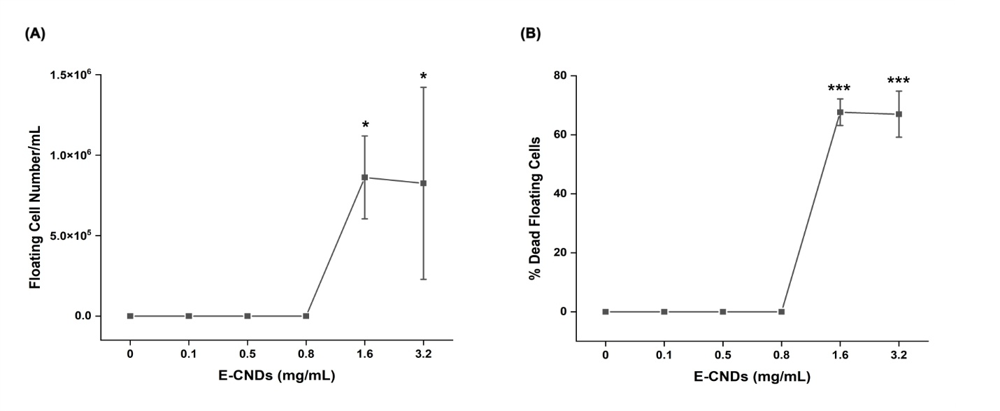 (A)
Floating Cell Number/mL
1.5×10⁶
1.0×10⁶
5.0×10⁵
0.0
*
*
0 0.1 0.5 0.8 1.6 3.2
E-CNDs (mg/mL)
(B)
% Dead Floating Cells
80
60
40
20
0
***
***
0 0.1 0.5 0.8 1.6 3.2
E-CNDs (mg/mL)